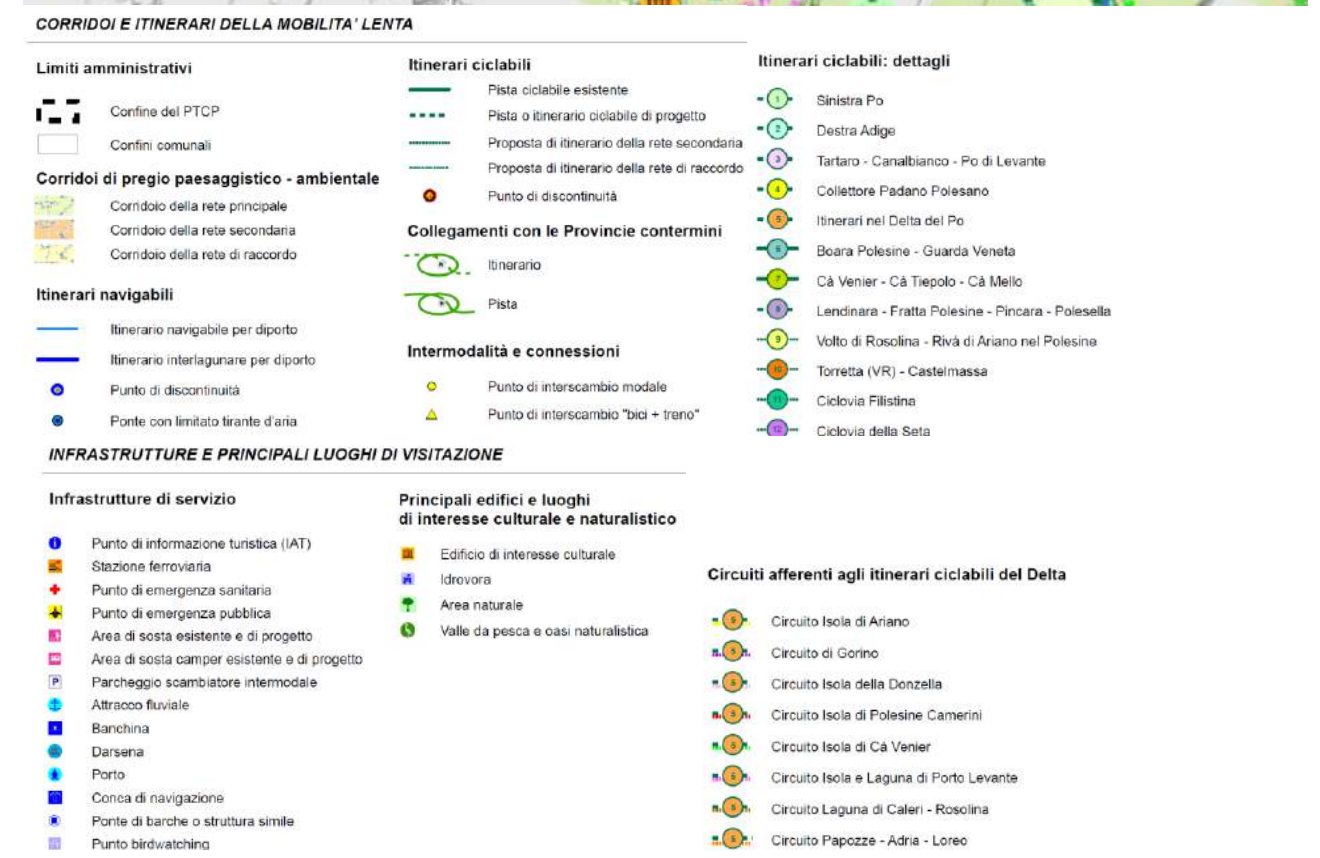 CORRIDOI E ITINERARI DELLA MOBILITA' LENTA
Limiti amministrativi
Confine del PTCP
Confini comunali
Corridoi di pregio paesaggistico - ambientale
Corridoio della rete principale
Corridoio della rete secondaria
Corridoio della rete di raccordo
Itinerari navigabili
Itinerario navigabile per diporto
Itinerario interlagunare per diporto
Punto di discontinuità
Ponte con limitato tirante d'aria
Itinerari ciclabili
Pista ciclabile esistente
Pista o itinerario ciclabile di progetto
Proposta di itinerario della rete secondaria
Proposta di itinerario della rete di raccordo
Punto di discontinuità
Collegamenti con le Provincie contermini
Itinerario
Pista
Intermodalità e connessioni
Punto di interscambio modale
Punto di interscambio "bici + treno"
Itinerari ciclabili: dettagli
1 Sinistra Po
2 Destra Adige
3 Tartaro - Canalbianco - Po di Levante
4 Collettore Padano Polesano
5 Itinerari nel Delta del Po
6 Boara Polesine - Guarda Veneta
7 Cà Venier - Cà Tiepolo - Cà Mello
8 Lendinara - Fratta Polesine - Pincara - Polesella
9 Volto di Rosolina - Rivà di Ariano nel Polesine
10 Torretta (VR) - Castelmassa
11 Ciclovia Filistina
12 Ciclovia della Seta
INFRASTRUTTURE E PRINCIPALI LUOGHI DI VISITAZIONE
Infrastrutture di servizio
i Punto di informazione turistica (IAT)
Stazione ferroviaria
Punto di emergenza sanitaria
Punto di emergenza pubblica
Area di sosta esistente e di progetto
Area di sosta camper esistente e di progetto
P Parcheggio scambiatore intermodale
Attracco fluviale
Banchina
Darsena
Porto
Conca di navigazione
Ponte di barche o struttura simile
Punto birdwatching
Principali edifici e luoghi
di interesse culturale e naturalistico
Edificio di interesse culturale
Idrovora
Area naturale
Valle da pesca e oasi naturalistica
Circuiti afferenti agli itinerari ciclabili del Delta
5 Circuito Isola di Ariano
5 Circuito di Gorino
5 Circuito Isola della Donzella
5 Circuito Isola di Polesine Camerini
5 Circuito Isola di Cà Venier
5 Circuito Isola e Laguna di Porto Levante
5 Circuito Laguna di Caleri - Rosolina
5 Circuito Papozze - Adria - Loreo